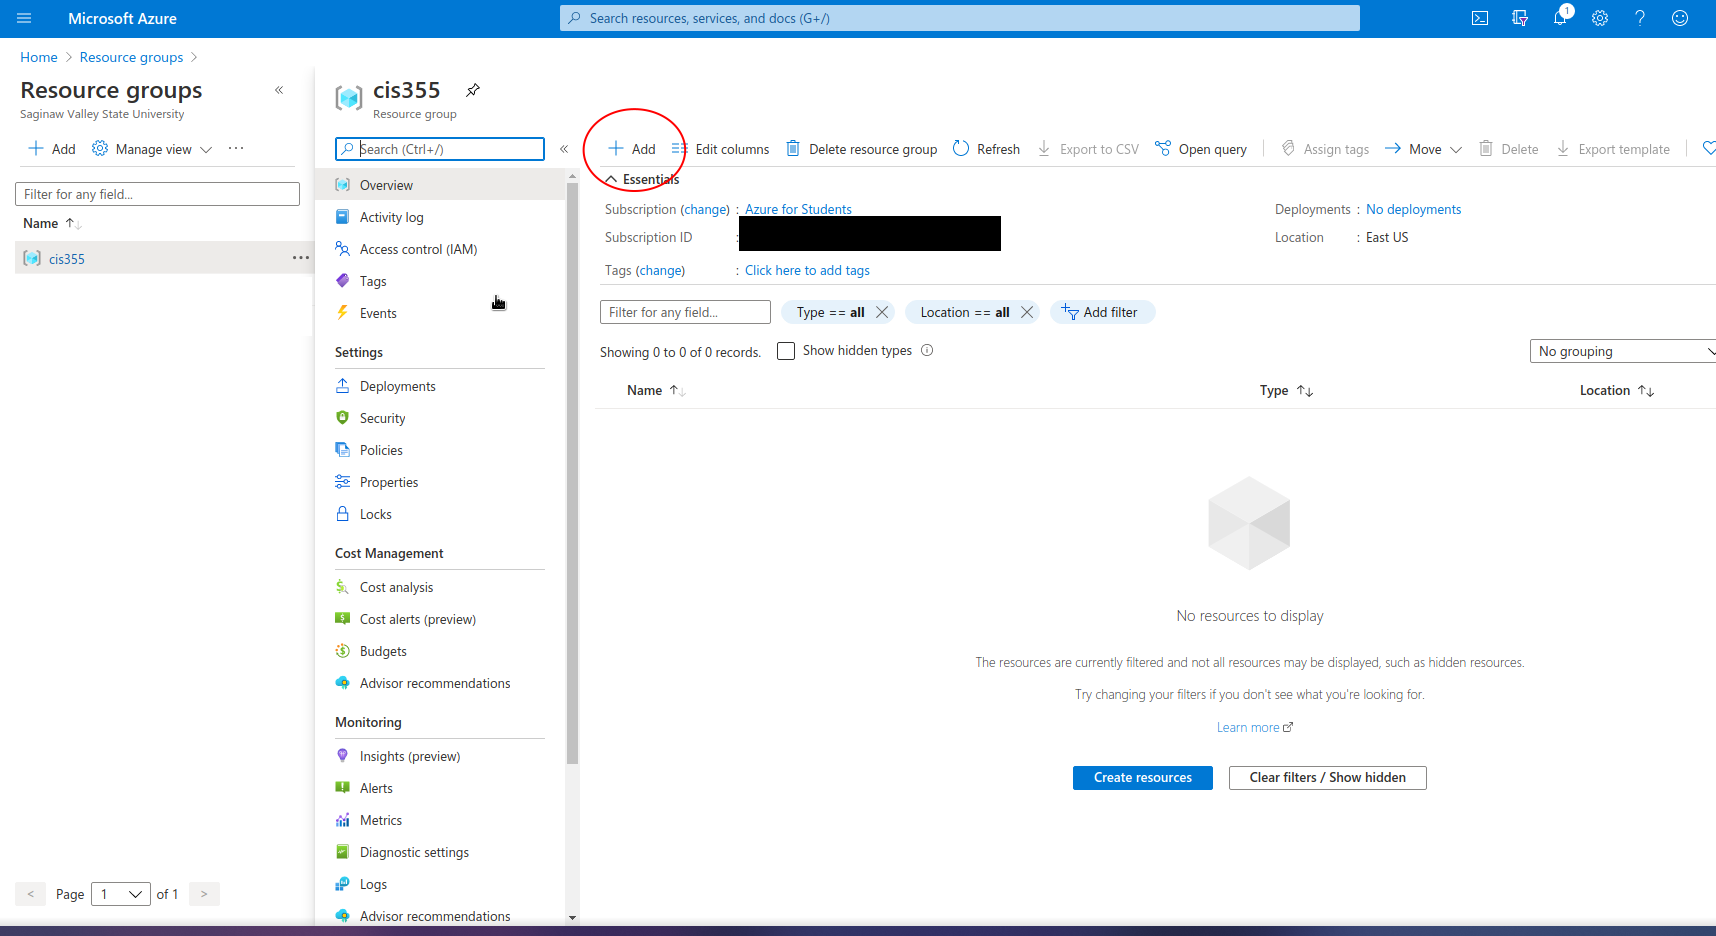 Microsoft Azure
Search resources, services, and docs (G+/)
1
Home > Resource groups >
Resource groups
Saginaw Valley State University
Add Manage view ...
Filter for any field...
Name
cis355 ...
< Page 1 of 1 >
cis355
Resource group
Search (Ctrl+/)
Overview
Activity log
Access control (IAM)
Tags
Events
Settings
Deployments
Security
Policies
Properties
Locks
Cost Management
Cost analysis
Cost alerts (preview)
Budgets
Advisor recommendations
Monitoring
Insights (preview)
Alerts
Metrics
Diagnostic settings
Logs
Advisor recommendations
Add Edit columns Delete resource group Refresh Export to CSV Open query Assign tags Move Delete Export template
Essentials
Subscription (change) : Azure for Students
Subscription ID :
Tags (change) : Click here to add tags
Deployments : No deployments
Location : East US
Filter for any field... Type == all Location == all Add filter
Showing 0 to 0 of 0 records. Show hidden types
No grouping
Name Type Location
No resources to display
The resources are currently filtered and not all resources may be displayed, such as hidden resources.
Try changing your filters if you don't see what you're looking for.
Learn more
Create resources Clear filters / Show hidden